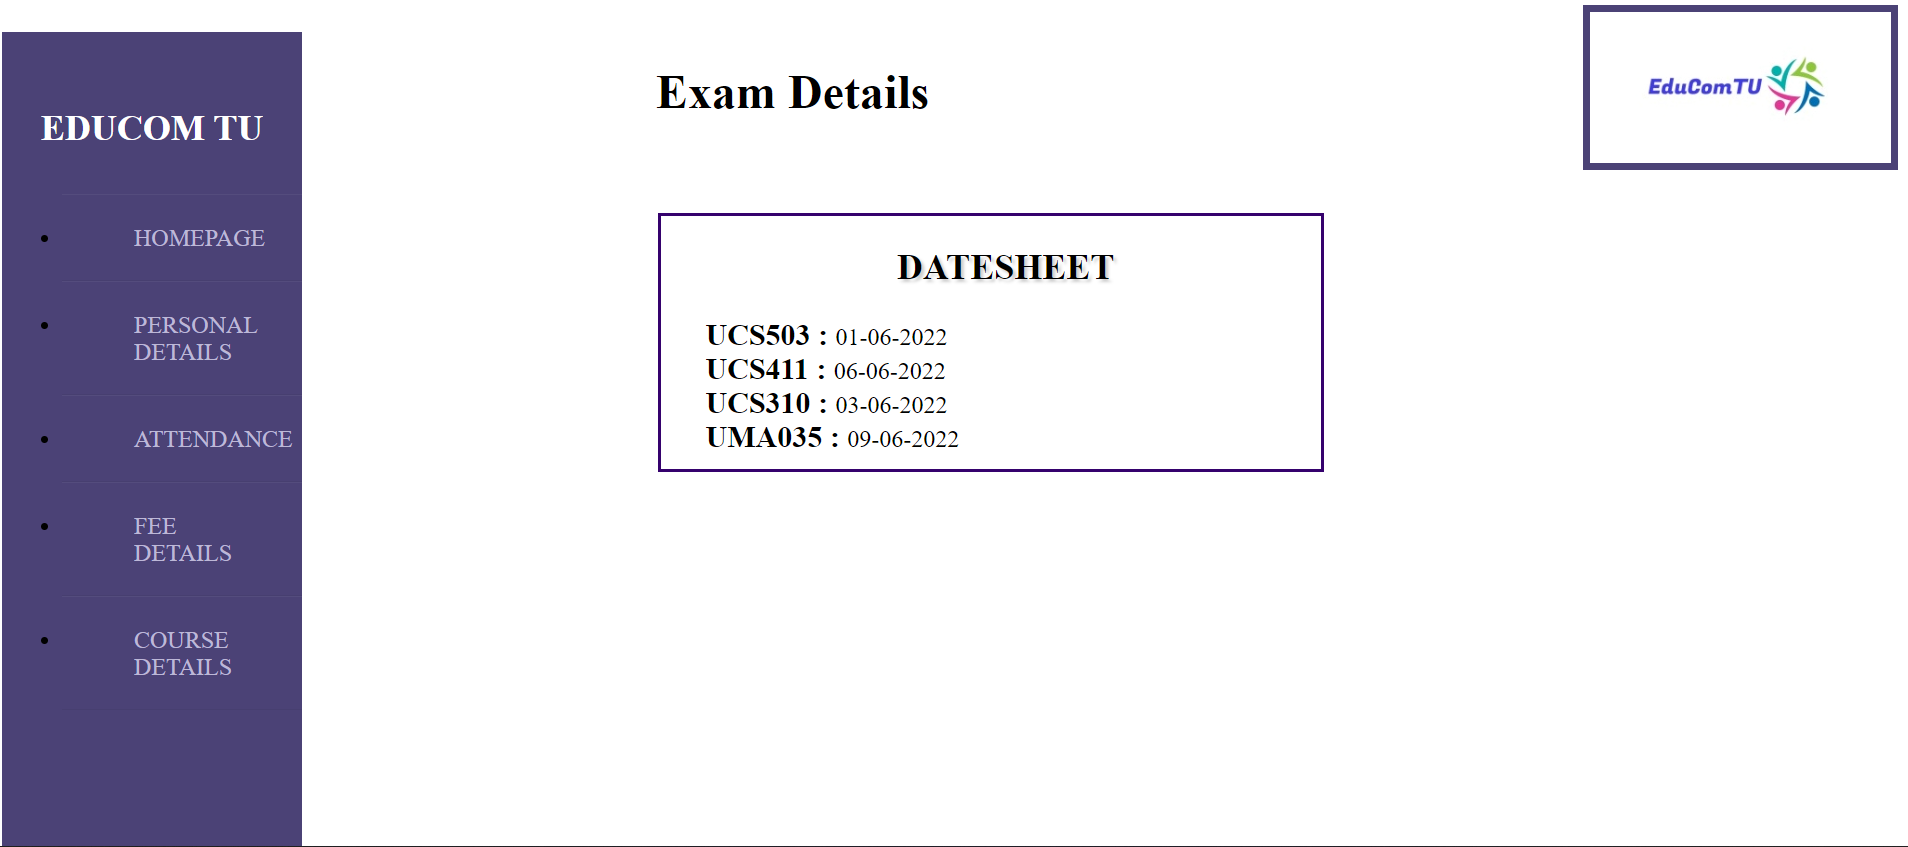 EDUCOM TU
HOMEPAGE
PERSONAL
DETAILS
ATTENDANCE
FEE
DETAILS
COURSE
DETAILS
Exam Details
EduComTU
DATESHEET
UCS503 : 01-06-2022
UCS411 : 06-06-2022
UCS310 : 03-06-2022
UMA035 : 09-06-2022